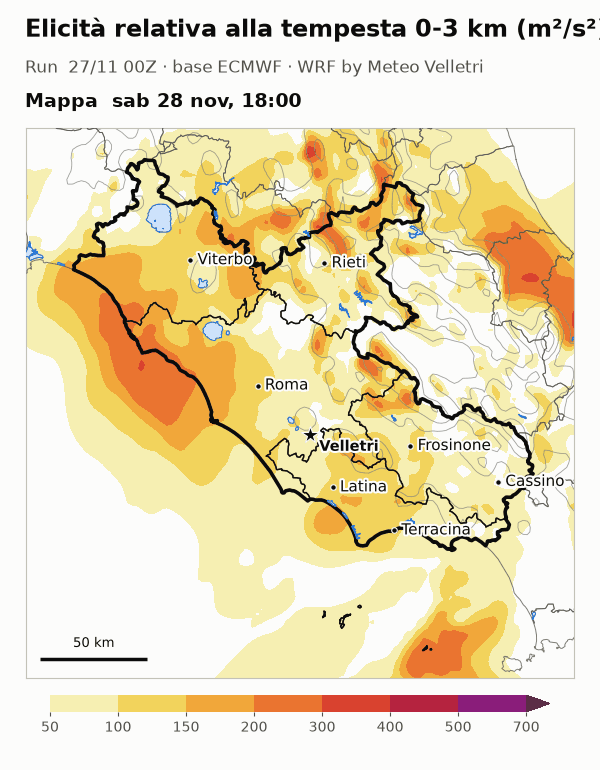 Elicità relativa alla tempesta 0-3 km (m²/s²)
Run 27/11 00Z · base ECMWF · WRF by Meteo Velletri
Mappa sab 28 nov, 18:00
Viterbo
Rieti
Roma
Velletri
Frosinone
Cassino
Latina
Terracina
50 km
50 100 150 200 300 400 500 700